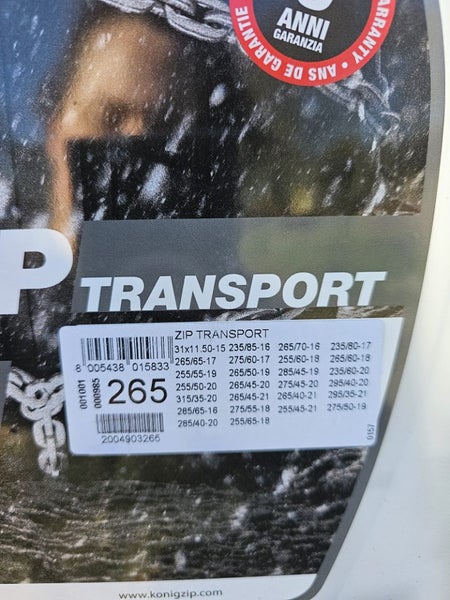 ANNI
GARANZIA
ARRANTY • ANS DE GARANTIE
P TRANSPORT
ZIP TRANSPORT
31x11.50-15 235/85-16 265/70-16 235/60-17
265/65-17 275/60-17 255/60-18 265/60-18
255/55-19 265/50-19 285/45-19 235/60-20
255/50-20 265/45-20 275/45-20 295/40-20
315/35-20 265/45-21 265/40-21 295/35-21
285/65-16 275/55-18 255/45-21 275/50-19
285/40-20 255/65-18
8 005438 015833
001001
000985
265
2004903265
0157
www.konigzip.com